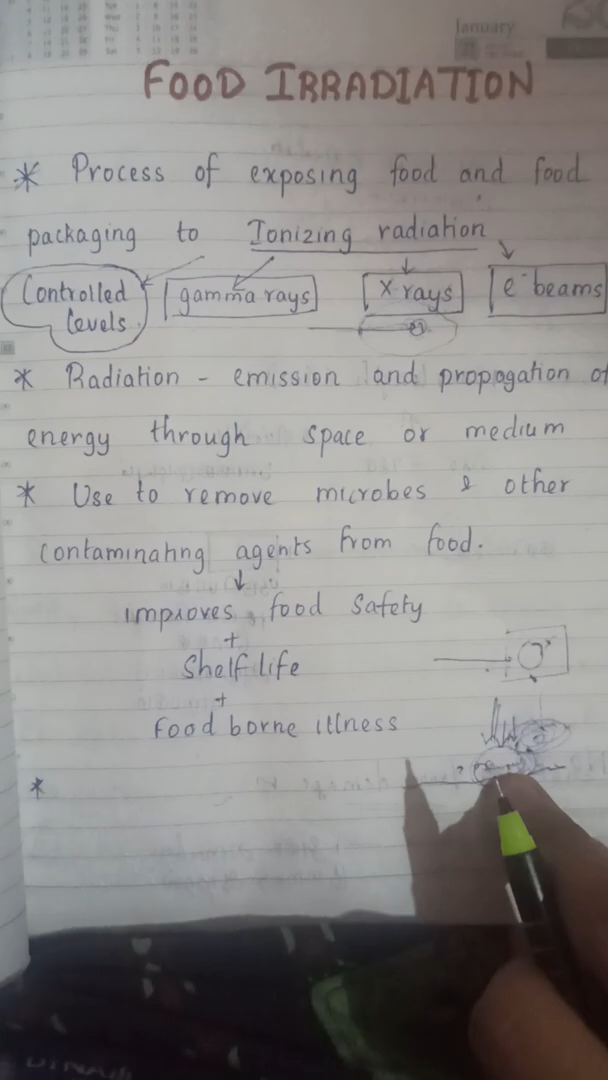 January
FOOD IRRADIATION
* Process of exposing food and food
packaging to Ionizing radiation
Controlled levels
gamma rays
X-rays
e⁻ beams
* Radiation - emission and propogation of
energy through space or medium
* Use to remove microbes & other
contaminating agents from food.
↓
improves food safety
+
Shelf life
+
Food borne illness
*